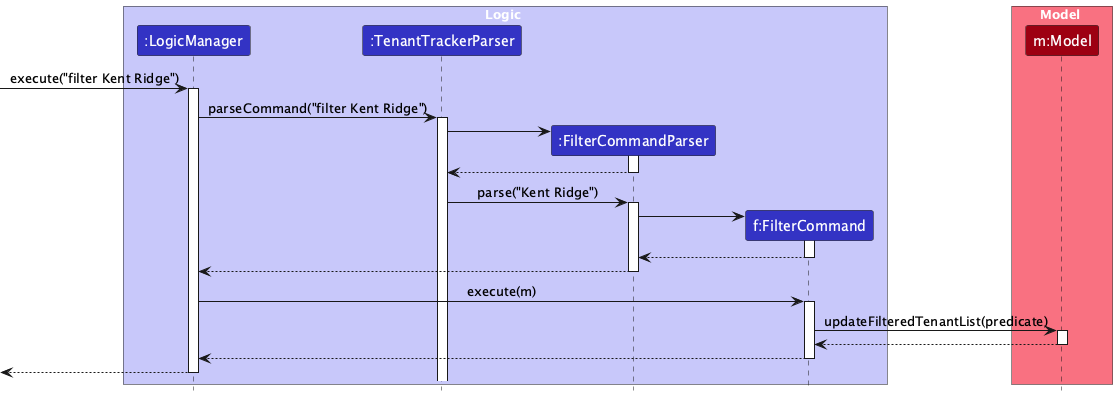 Logic
Model
:LogicManager
:TenantTrackerParser
m:Model
execute("filter Kent Ridge")
parseCommand("filter Kent Ridge")
:FilterCommandParser
parse("Kent Ridge")
f:FilterCommand
execute(m)
updateFilteredTenantList(predicate)